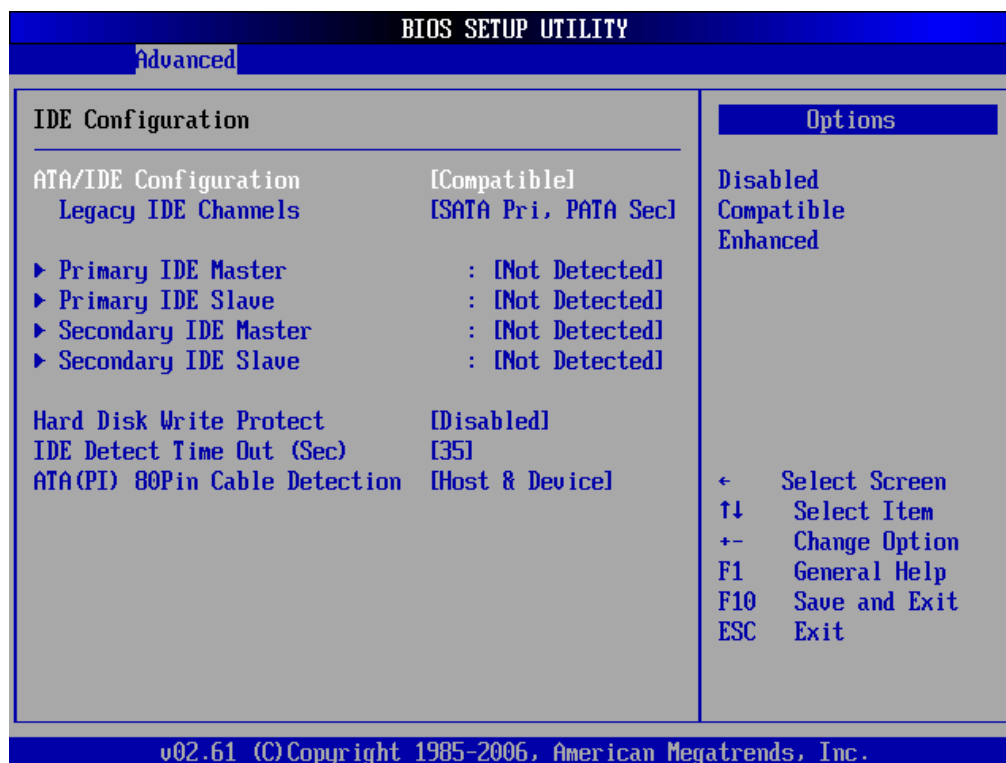 BIOS SETUP UTILITY
Advanced
IDE Configuration
ATA/IDE Configuration [Compatible]
Legacy IDE Channels [SATA Pri, PATA Sec]
▶ Primary IDE Master : [Not Detected]
▶ Primary IDE Slave : [Not Detected]
▶ Secondary IDE Master : [Not Detected]
▶ Secondary IDE Slave : [Not Detected]
Hard Disk Write Protect [Disabled]
IDE Detect Time Out (Sec) [35]
ATA(PI) 80Pin Cable Detection [Host & Device]
Options
Disabled
Compatible
Enhanced
← Select Screen
↑↓ Select Item
+- Change Option
F1 General Help
F10 Save and Exit
ESC Exit
v02.61 (C)Copyright 1985-2006, American Megatrends, Inc.